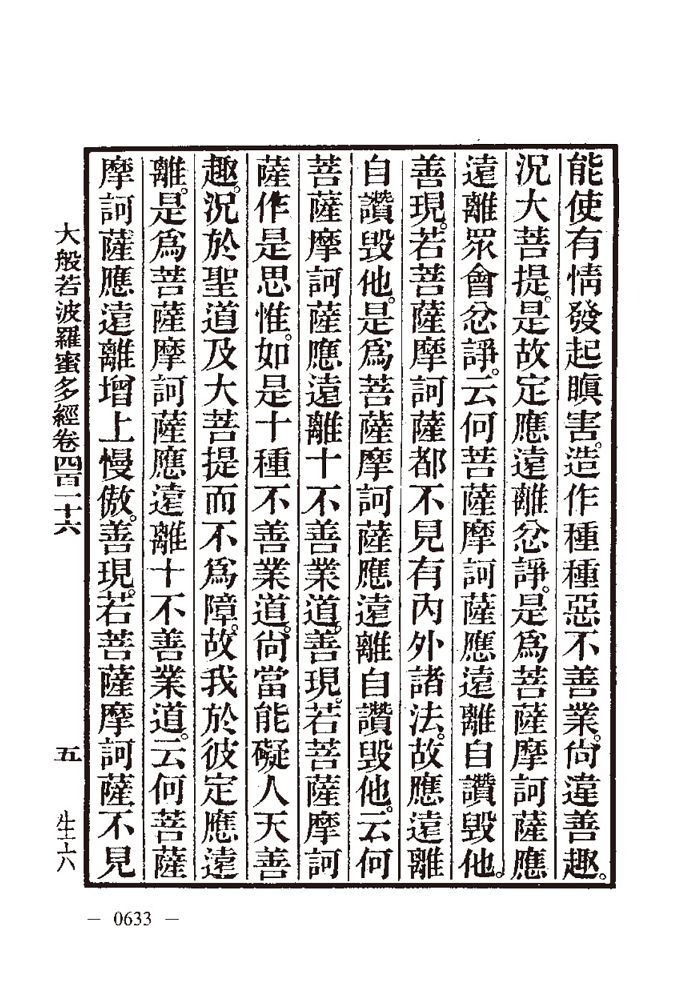 能使有情發起瞋害。造作種種惡不善業。尙違善趣。
況大菩提。是故定應遠離忿諍。是爲菩薩摩訶薩應
遠離眾會忿諍。云何菩薩摩訶薩應遠離自讚毀他。
善現。若菩薩摩訶薩都不見有內外諸法。故應遠離
自讚毀他。是爲菩薩摩訶薩應遠離自讚毀他。云何
菩薩摩訶薩應遠離十不善業道。善現。若菩薩摩訶
薩作是思惟。如是十種不善業道。尙當能礙人天善
趣。況於聖道及大菩提而不爲障。故我於彼定應遠
離。是爲菩薩摩訶薩應遠離十不善業道。云何菩薩
摩訶薩應遠離增上慢傲。善現。若菩薩摩訶薩不見
大般若波羅蜜多經卷四百一十六 五 生六
— 0633 —